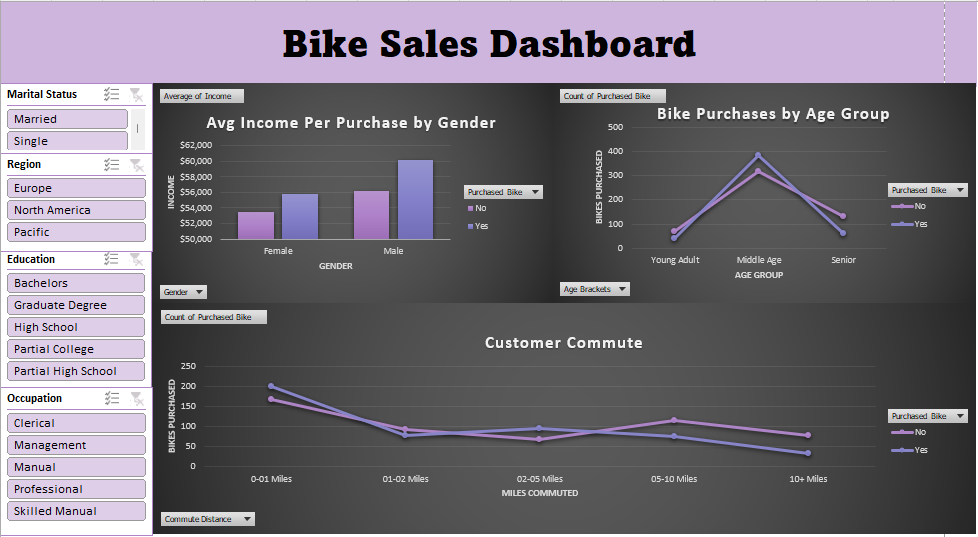 Bike Sales Dashboard
Marital Status
Married
Single
Region
Europe
North America
Pacific
Education
Bachelors
Graduate Degree
High School
Partial College
Partial High School
Occupation
Clerical
Management
Manual
Professional
Skilled Manual
Average of Income
Avg Income Per Purchase by Gender
INCOME
$62,000
$60,000
$58,000
$56,000
$54,000
$52,000
$50,000
Female Male
GENDER
Purchased Bike
No
Yes
Gender
Count of Purchased Bike
Bike Purchases by Age Group
BIKES PURCHASED
500
400
300
200
100
0
Young Adult Middle Age Senior
AGE GROUP
Purchased Bike
No
Yes
Age Brackets
Count of Purchased Bike
Customer Commute
BIKES PURCHASED
250
200
150
100
50
0
0-01 Miles 01-02 Miles 02-05 Miles 05-10 Miles 10+ Miles
MILES COMMUTED
Purchased Bike
No
Yes
Commute Distance